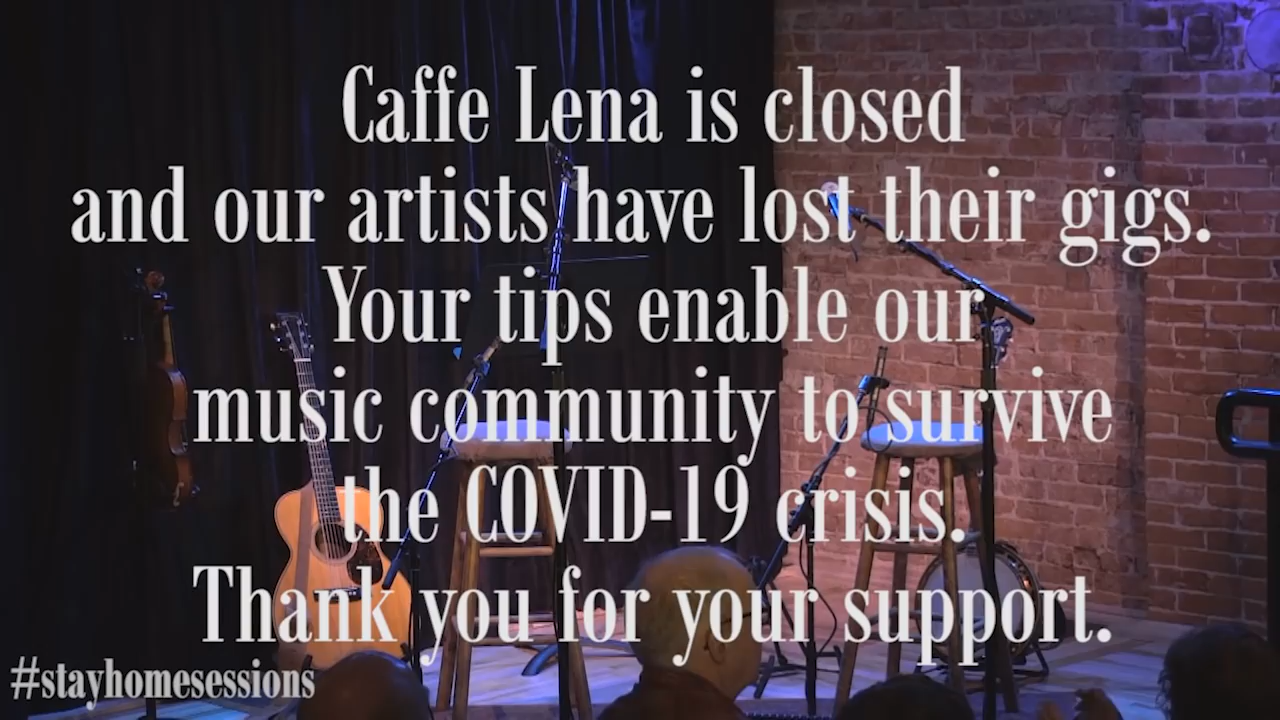 Caffe Lena is closed
and our artists have lost their gigs.
Your tips enable our
music community to survive
the COVID-19 crisis.
Thank you for your support.
#stayhomesessions